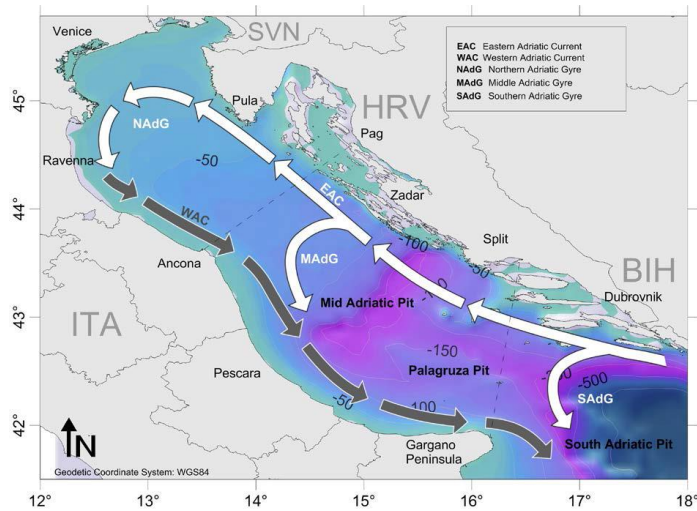 Venice
SVN
EAC Eastern Adriatic Current
WAC Western Adriatic Current
NAdG Northern Adriatic Gyre
MAdG Middle Adriatic Gyre
SAdG Southern Adriatic Gyre
45°
Pula
HRV
NAdG
Pag
Ravenna
-50
EAC
Zadar
44°
WAC
Split
-100
Ancona
MAdG
-50
BIH
Dubrovnik
Mid Adriatic Pit
43°
ITA
-150
Palagruza Pit
Pescara
-500
SAdG
-50
100
42°
N
South Adriatic Pit
Gargano
Peninsula
Geodetic Coordinate System: WGS84
12°
13°
14°
15°
16°
17°
18°